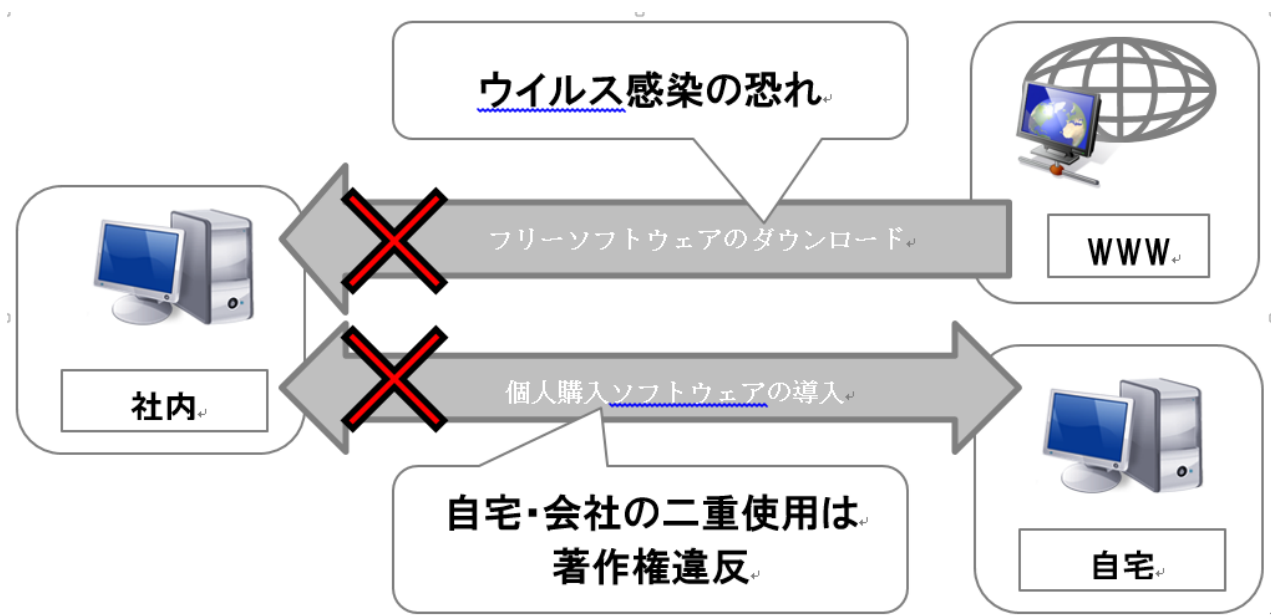 ウイルス感染の恐れ
フリーソフトウェアのダウンロード
WWW
社内
個人購入ソフトウェアの導入
自宅・会社の二重使用は
著作権違反
自宅